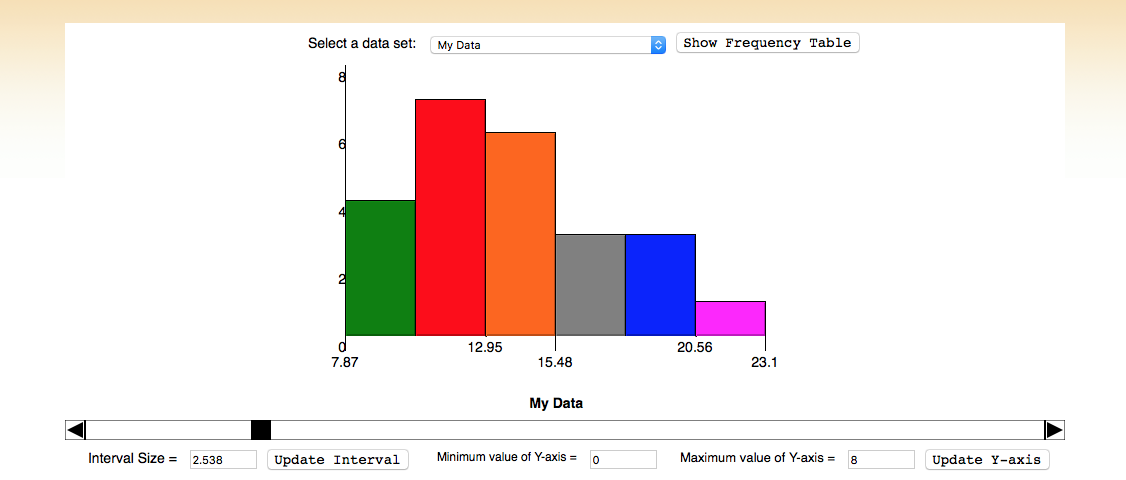 Select a data set: My Data Show Frequency Table
8
6
4
2
0
7.87 12.95 15.48 20.56 23.1
My Data
Interval Size = 2.538 Update Interval Minimum value of Y-axis = 0 Maximum value of Y-axis = 8 Update Y-axis